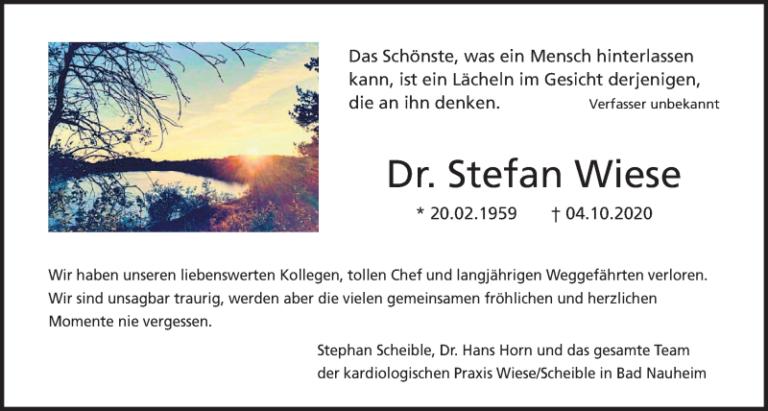 Das Schönste, was ein Mensch hinterlassen
kann, ist ein Lächeln im Gesicht derjenigen,
die an ihn denken. Verfasser unbekannt
Dr. Stefan Wiese
* 20.02.1959 † 04.10.2020
Wir haben unseren liebenswerten Kollegen, tollen Chef und langjährigen Weggefährten verloren.
Wir sind unsagbar traurig, werden aber die vielen gemeinsamen fröhlichen und herzlichen
Momente nie vergessen.
Stephan Scheible, Dr. Hans Horn und das gesamte Team
der kardiologischen Praxis Wiese/Scheible in Bad Nauheim